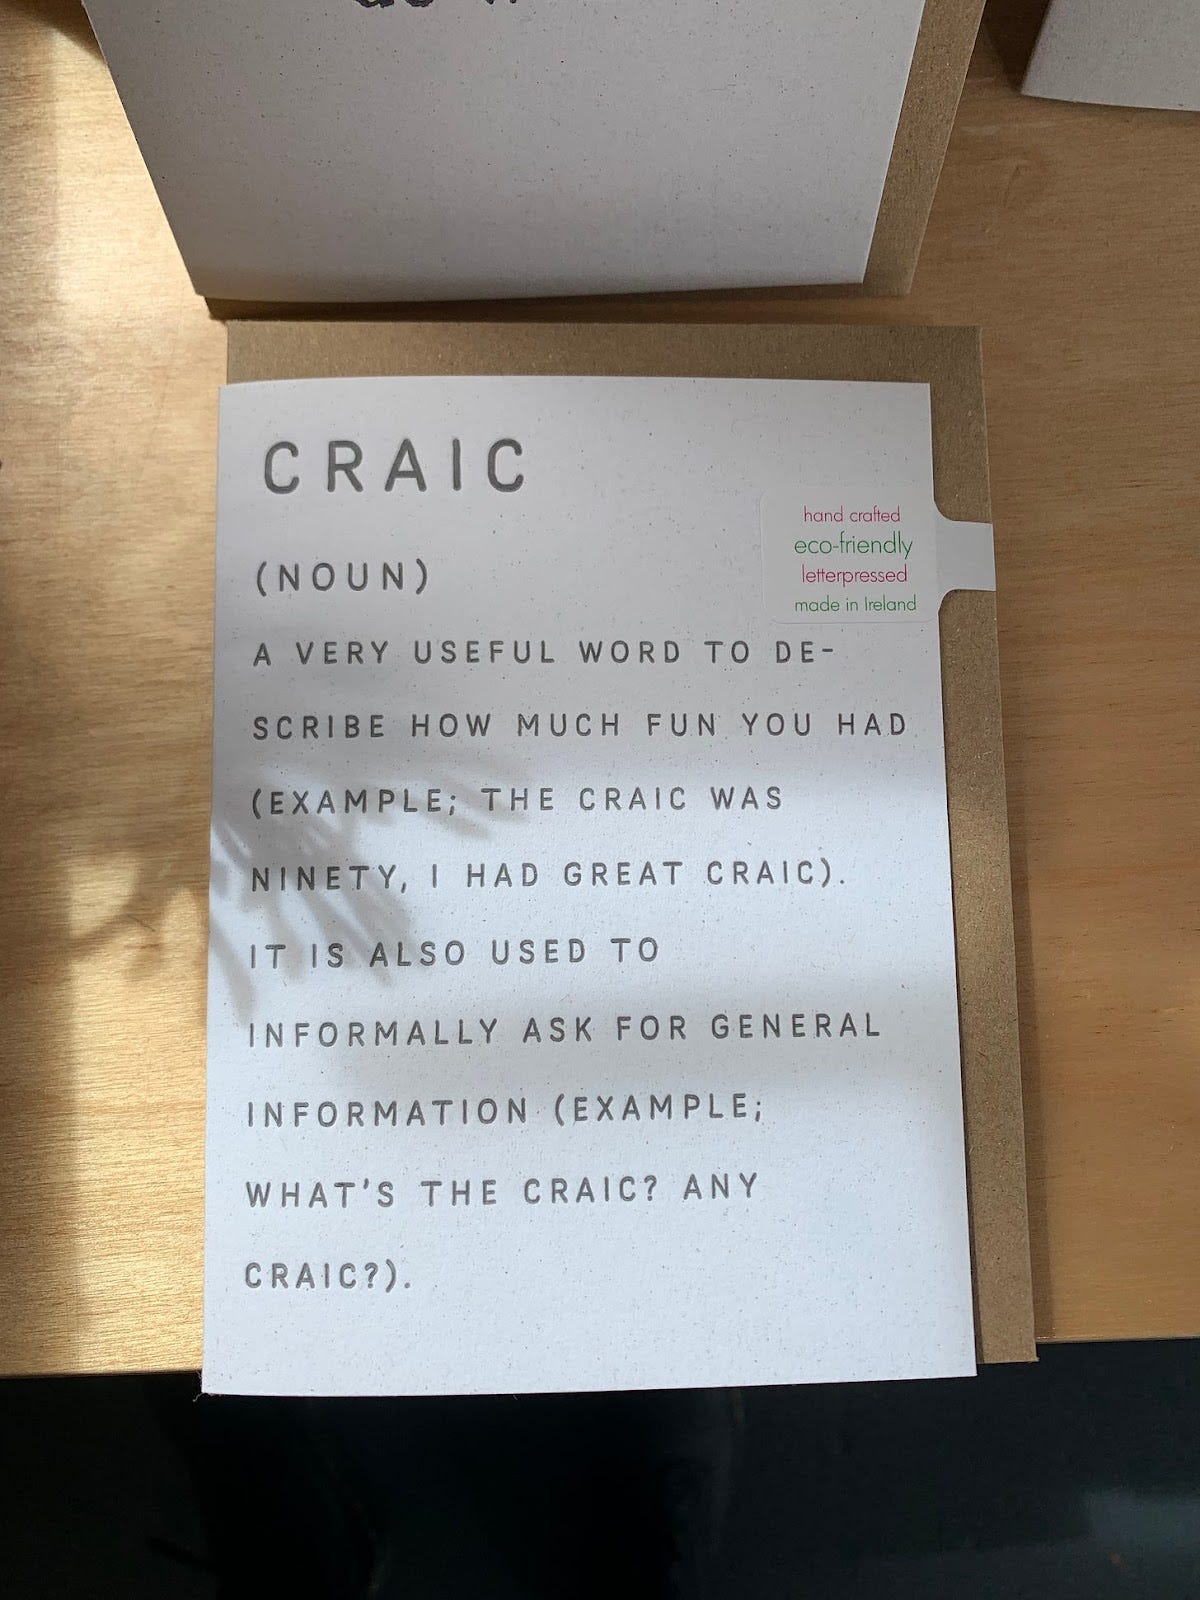 CRAIC
(NOUN)
hand crafted
eco-friendly
letterpressed
made in Ireland
A VERY USEFUL WORD TO DE-
SCRIBE HOW MUCH FUN YOU HAD
(EXAMPLE; THE CRAIC WAS
NINETY, I HAD GREAT CRAIC).
IT IS ALSO USED TO
INFORMALLY ASK FOR GENERAL
INFORMATION (EXAMPLE;
WHAT'S THE CRAIC? ANY
CRAIC?).